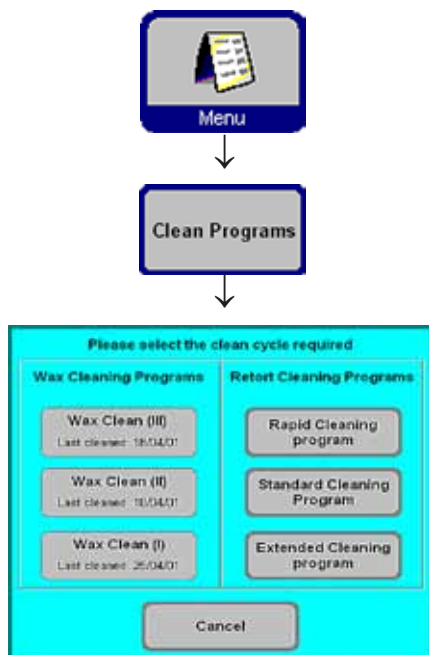 Menu
Clean Programs
Please select the clean cycle required
Wax Cleaning Programs
Retort Cleaning Programs
Wax Clean (III)
Last cleaned: 18/04/01
Rapid Cleaning
program
Wax Clean (II)
Last cleaned: 10/04/01
Standard Cleaning
Program
Wax Clean (I)
Last cleaned: 25/04/01
Extended Cleaning
program
Cancel